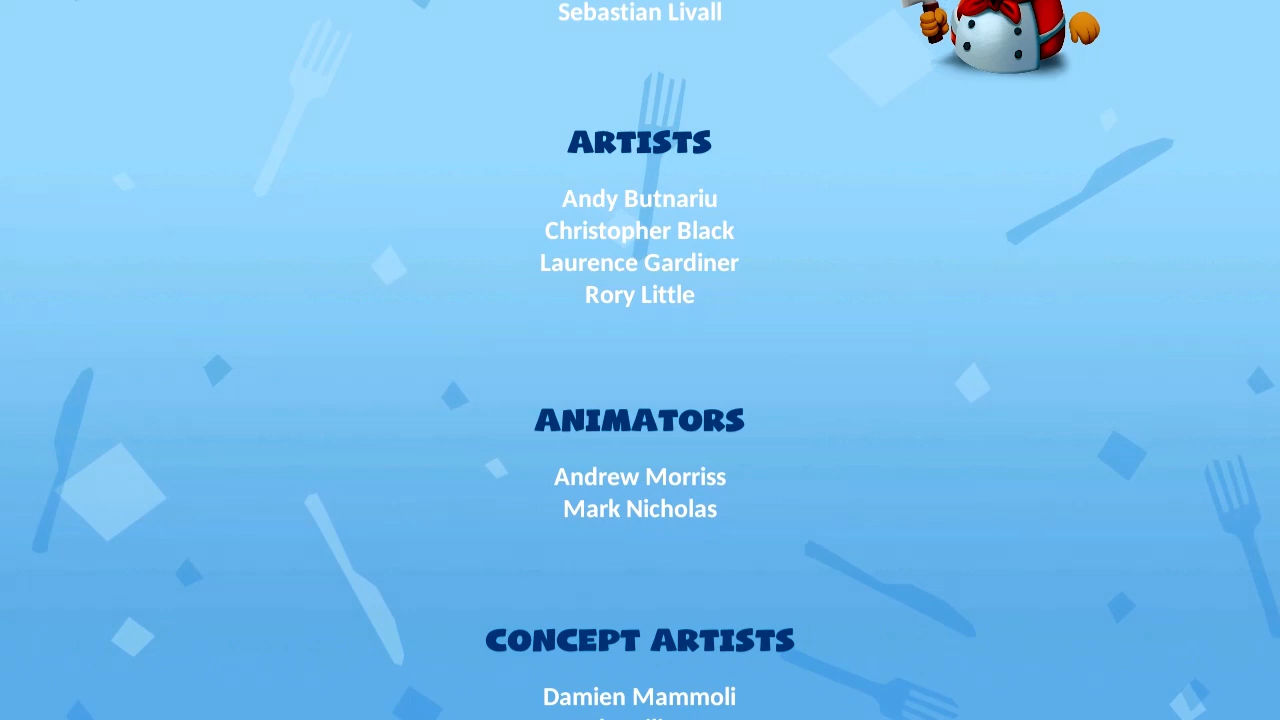 Sebastian Livall
ARTISTS
Andy Butnariu
Christopher Black
Laurence Gardiner
Rory Little
ANIMATORS
Andrew Morriss
Mark Nicholas
CONCEPT ARTISTS
Damien Mammoli